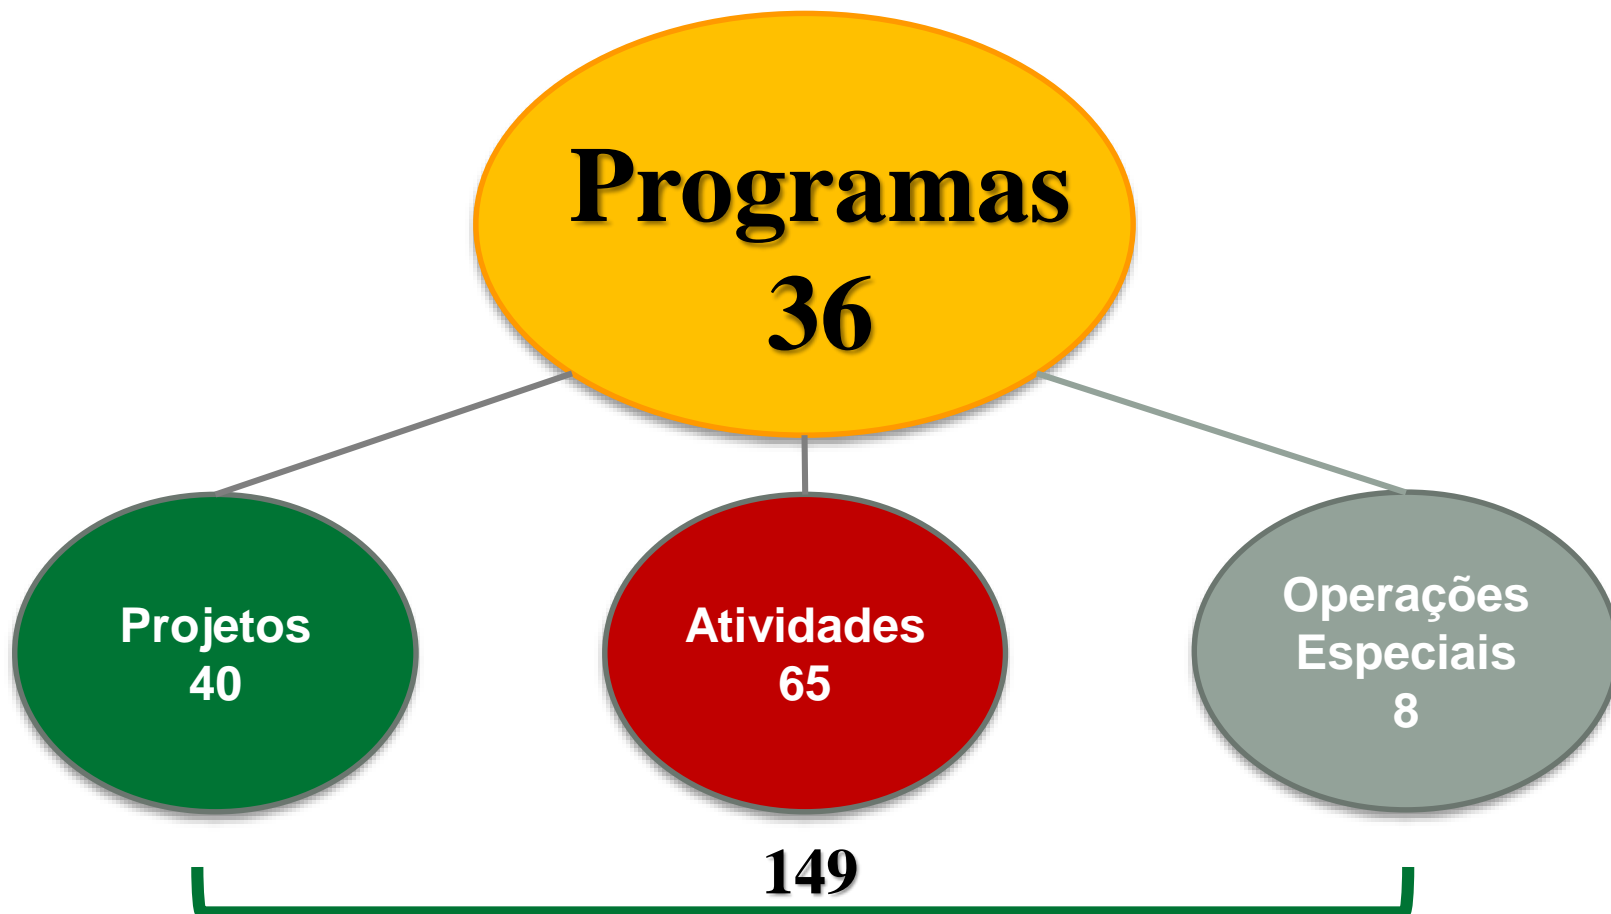 Programas
36
Projetos
40
Atividades
65
Operações
Especiais
8
149